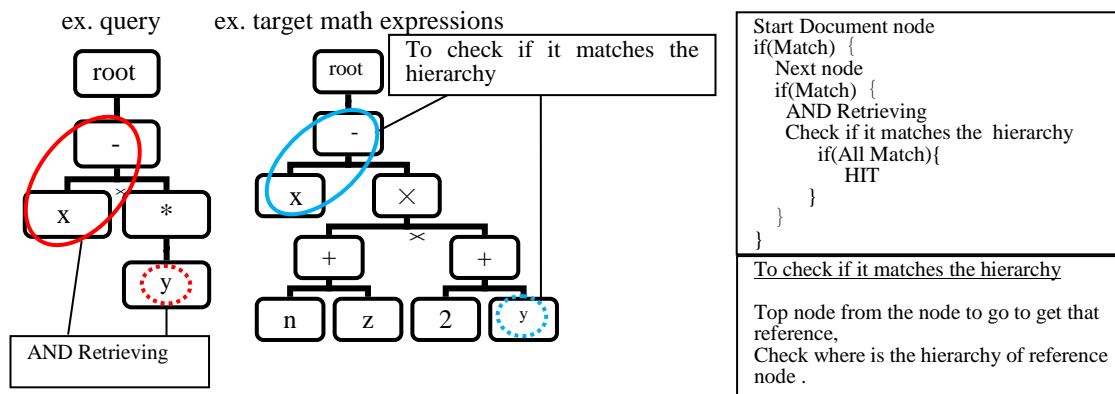 ex. query
ex. target math expressions
To check if it matches the
hierarchy
root
-
x
*
y
AND Retrieving
root
-
x
×
+
+
n
z
2
y
Start Document node
if(Match) {
Next node
if(Match) {
AND Retrieving
Check if it matches the hierarchy
if(All Match){
HIT
}
}
}
To check if it matches the hierarchy
Top node from the node to go to get that
reference,
Check where is the hierarchy of reference
node .